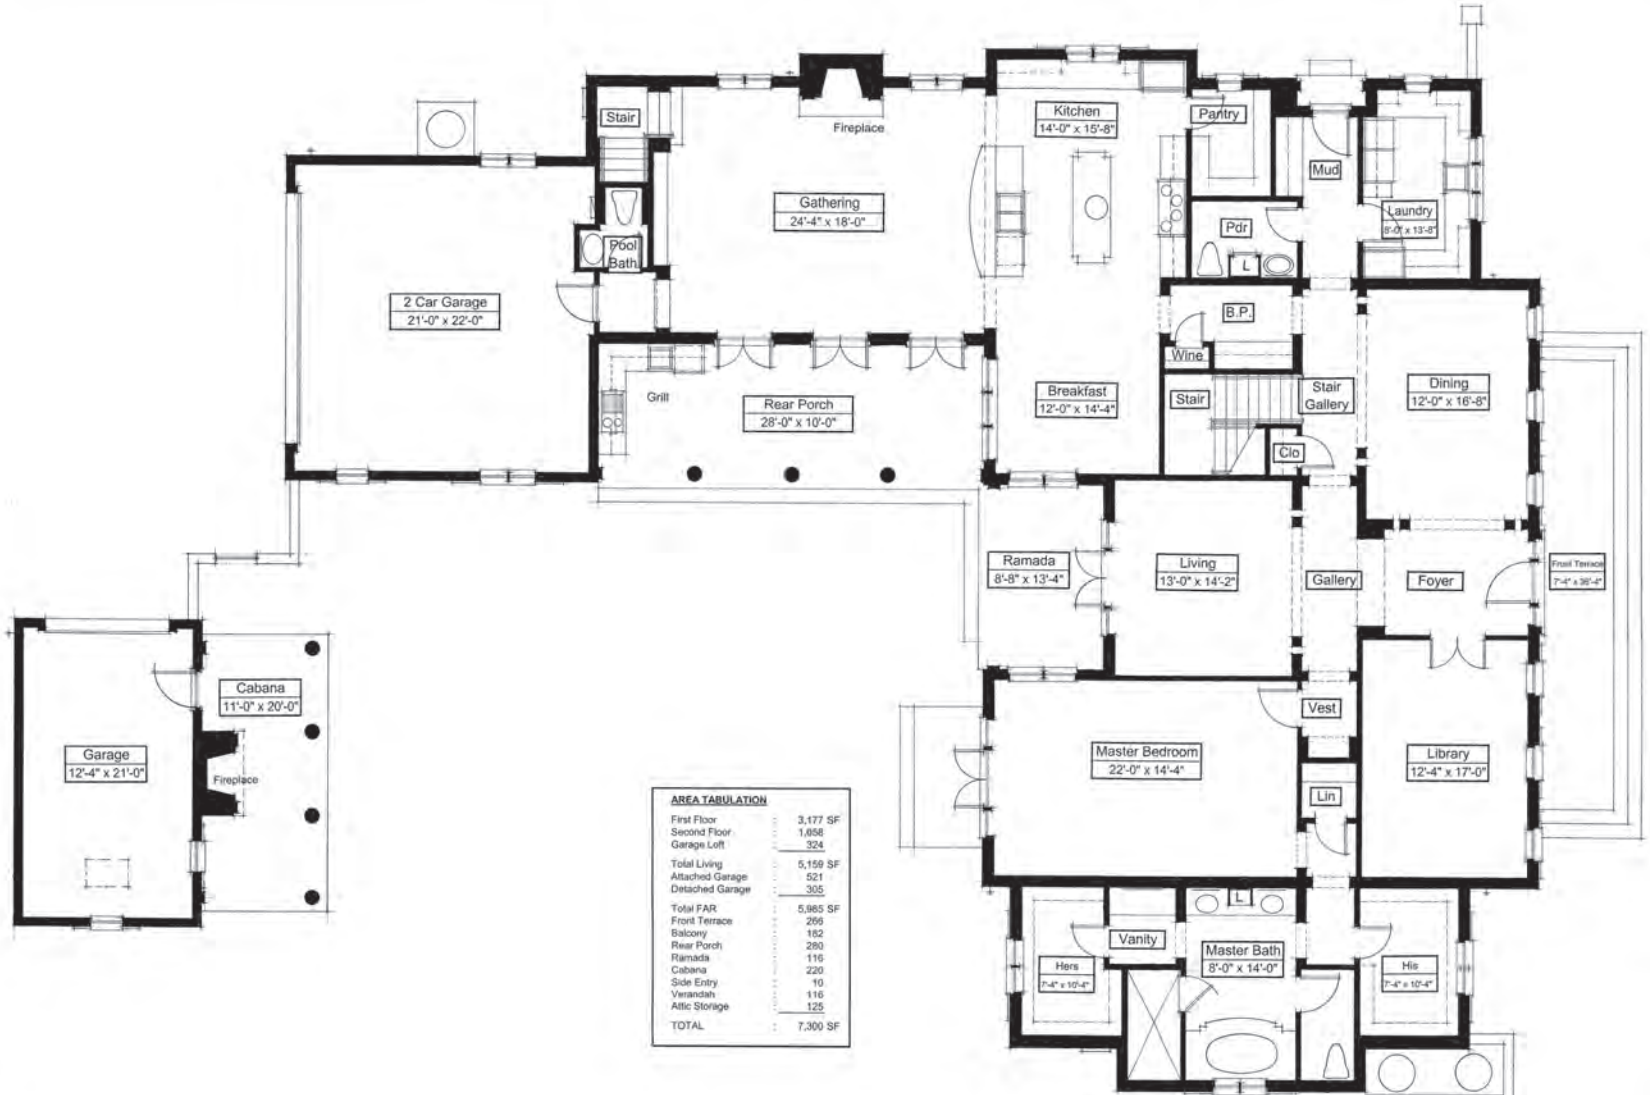 Stair
Fireplace
Kitchen
14'-0" x 15'-8"
Pantry
Mud
Laundry
8'-0" x 13'-8"
Gathering
24'-4" x 18'-0"
Pdr
L
Pool
Bath
2 Car Garage
21'-0" x 22'-0"
B.P.
Wine
Grill
Rear Porch
28'-0" x 10'-0"
Breakfast
12'-0" x 14'-4"
Stair
Stair
Gallery
Dining
12'-0" x 16'-8"
Clo
Ramada
8'-8" x 13'-4"
Living
13'-0" x 14'-2"
Gallery
Foyer
Front Terrace
7'-4" x 36'-4"
Cabana
11'-0" x 20'-0"
Garage
12'-4" x 21'-0"
Fireplace
Vest
Master Bedroom
22'-0" x 14'-4"
Library
12'-4" x 17'-0"
Lin
L
Vanity
Master Bath
8'-0" x 14'-0"
Hers
7'-4" x 10'-4"
His
7'-4" x 10'-4"
AREA TABULATION
First Floor : 3,177 SF
Second Floor : 1,658
Garage Loft : 324
Total Living : 5,159 SF
Attached Garage : 521
Detached Garage : 305
Total FAR : 5,985 SF
Front Terrace : 266
Balcony : 182
Rear Porch : 280
Ramada : 116
Cabana : 220
Side Entry : 10
Verandah : 116
Attic Storage : 125
TOTAL : 7,300 SF